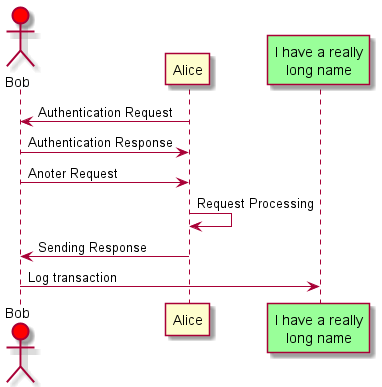 I have a really
long name
Alice
Bob
Authentication Request
Authentication Response
Anoter Request
Request Processing
Sending Response
Log transaction
Bob
Alice
I have a really
long name